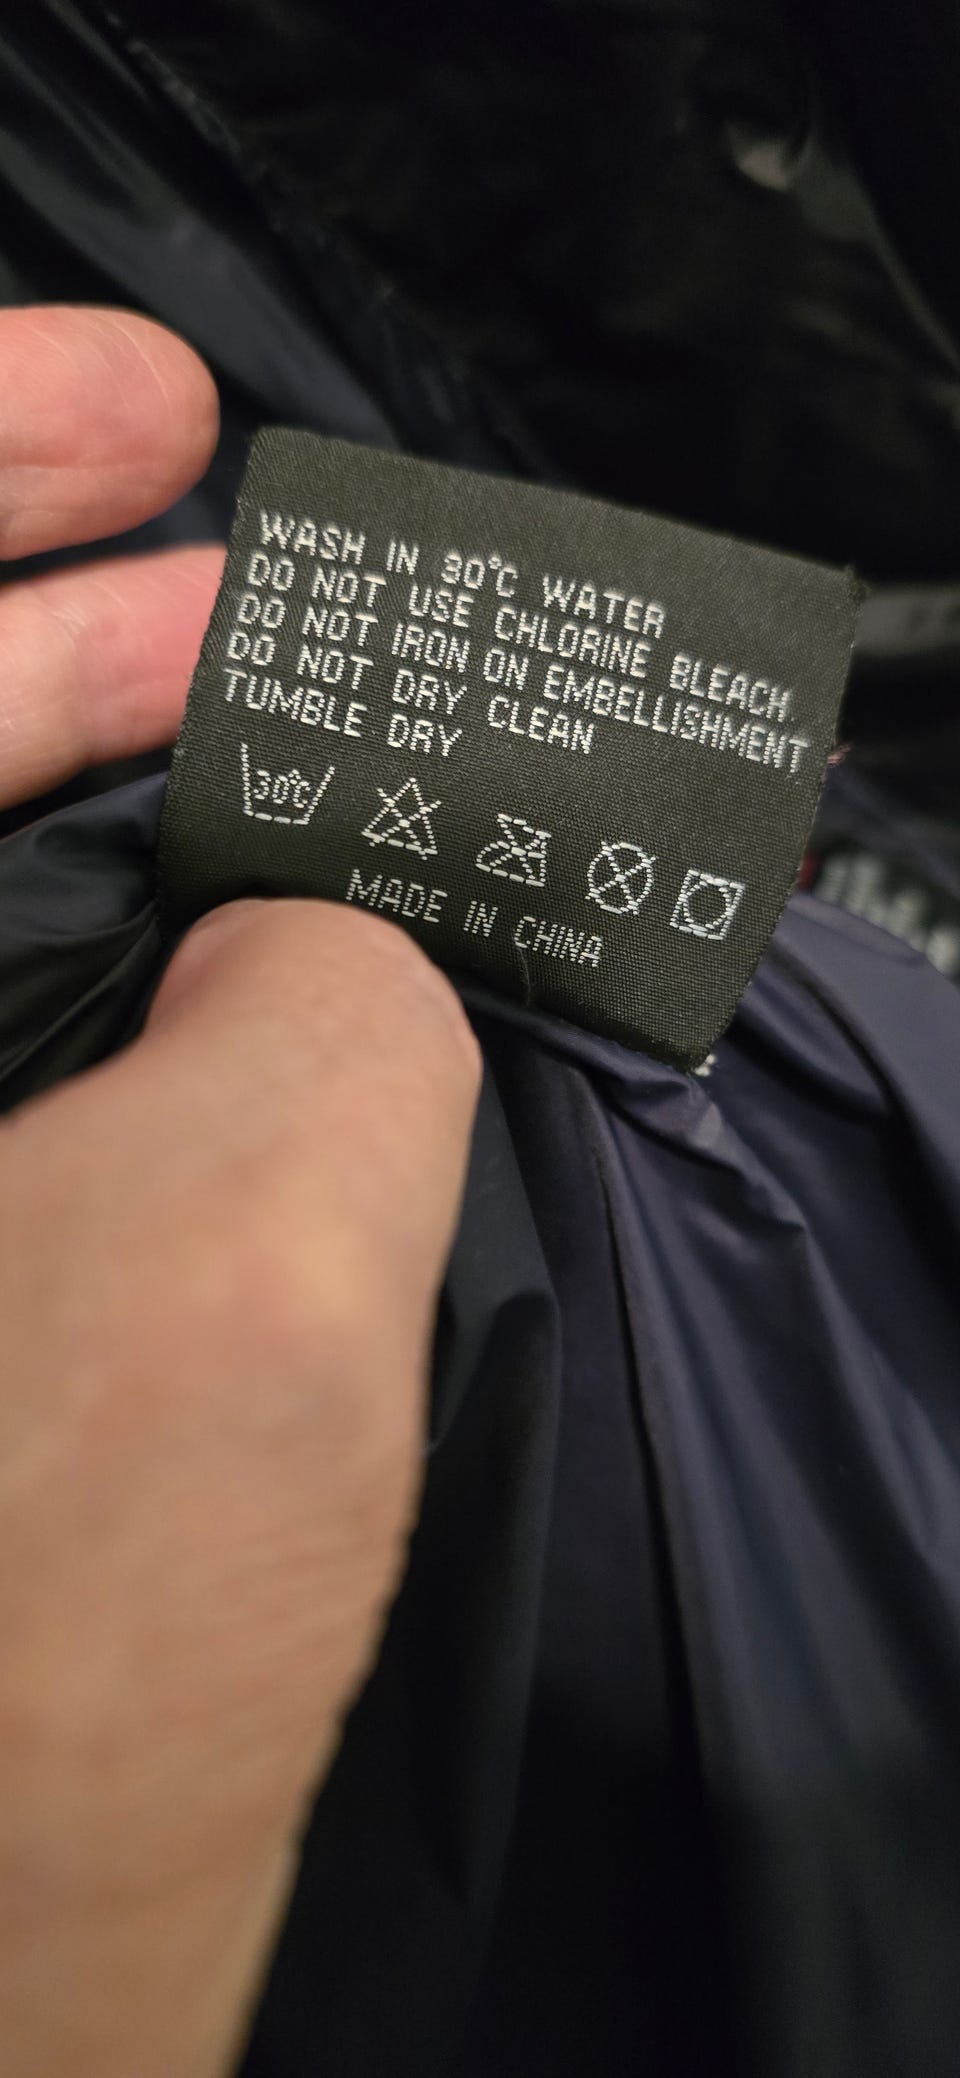 WASH IN 30°C WATER
DO NOT USE CHLORINE BLEACH.
DO NOT IRON ON EMBELLISHMENT
DO NOT DRY CLEAN
TUMBLE DRY
30°C
MADE IN CHINA